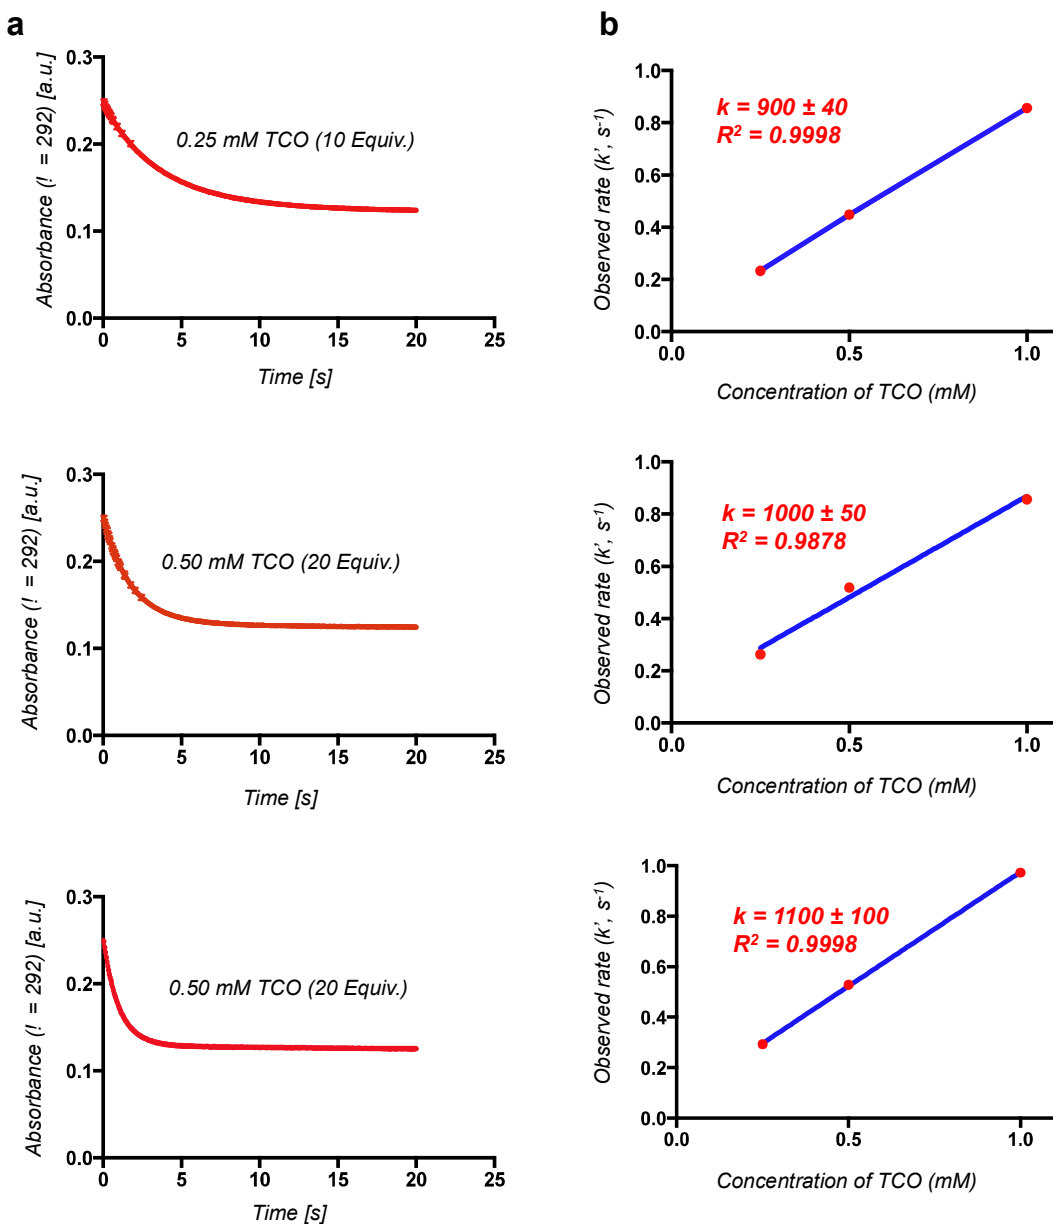 a
0.3
0.2
0.1
0.0
0 5 10 15 20 25
Absorbance (! = 292) [a.u.]
0.25 mM TCO (10 Equiv.)
Time [s]
0.3
0.2
0.1
0.0
0 5 10 15 20 25
Absorbance (! = 292) [a.u.]
0.50 mM TCO (20 Equiv.)
Time [s]
0.3
0.2
0.1
0.0
0 5 10 15 20 25
Absorbance (! = 292) [a.u.]
0.50 mM TCO (20 Equiv.)
Time [s]
b
1.0
0.8
0.6
0.4
0.2
0.0
0.0 0.5 1.0
Observed rate (k', s⁻¹)
k = 900 ± 40
R² = 0.9998
Concentration of TCO (mM)
1.0
0.8
0.6
0.4
0.2
0.0
0.0 0.5 1.0
Observed rate (k', s⁻¹)
k = 1000 ± 50
R² = 0.9878
Concentration of TCO (mM)
1.0
0.8
0.6
0.4
0.2
0.0
0.0 0.5 1.0
Observed rate (k', s⁻¹)
k = 1100 ± 100
R² = 0.9998
Concentration of TCO (mM)